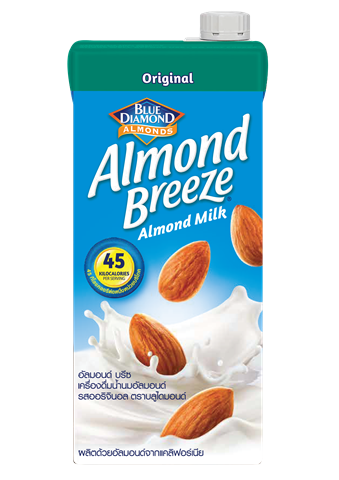 Original
BLUE
DIAMOND
ALMONDS
Almond
Breeze®
Almond Milk
45
KILOCALORIES
PER SERVING
อัลมอนด์ บรีซ
เครื่องดื่มน้ำนมอัลมอนด์
รสออริจินอล ตราบลูไดมอนด์
ผลิตด้วยอัลมอนด์จากแคลิฟอร์เนีย